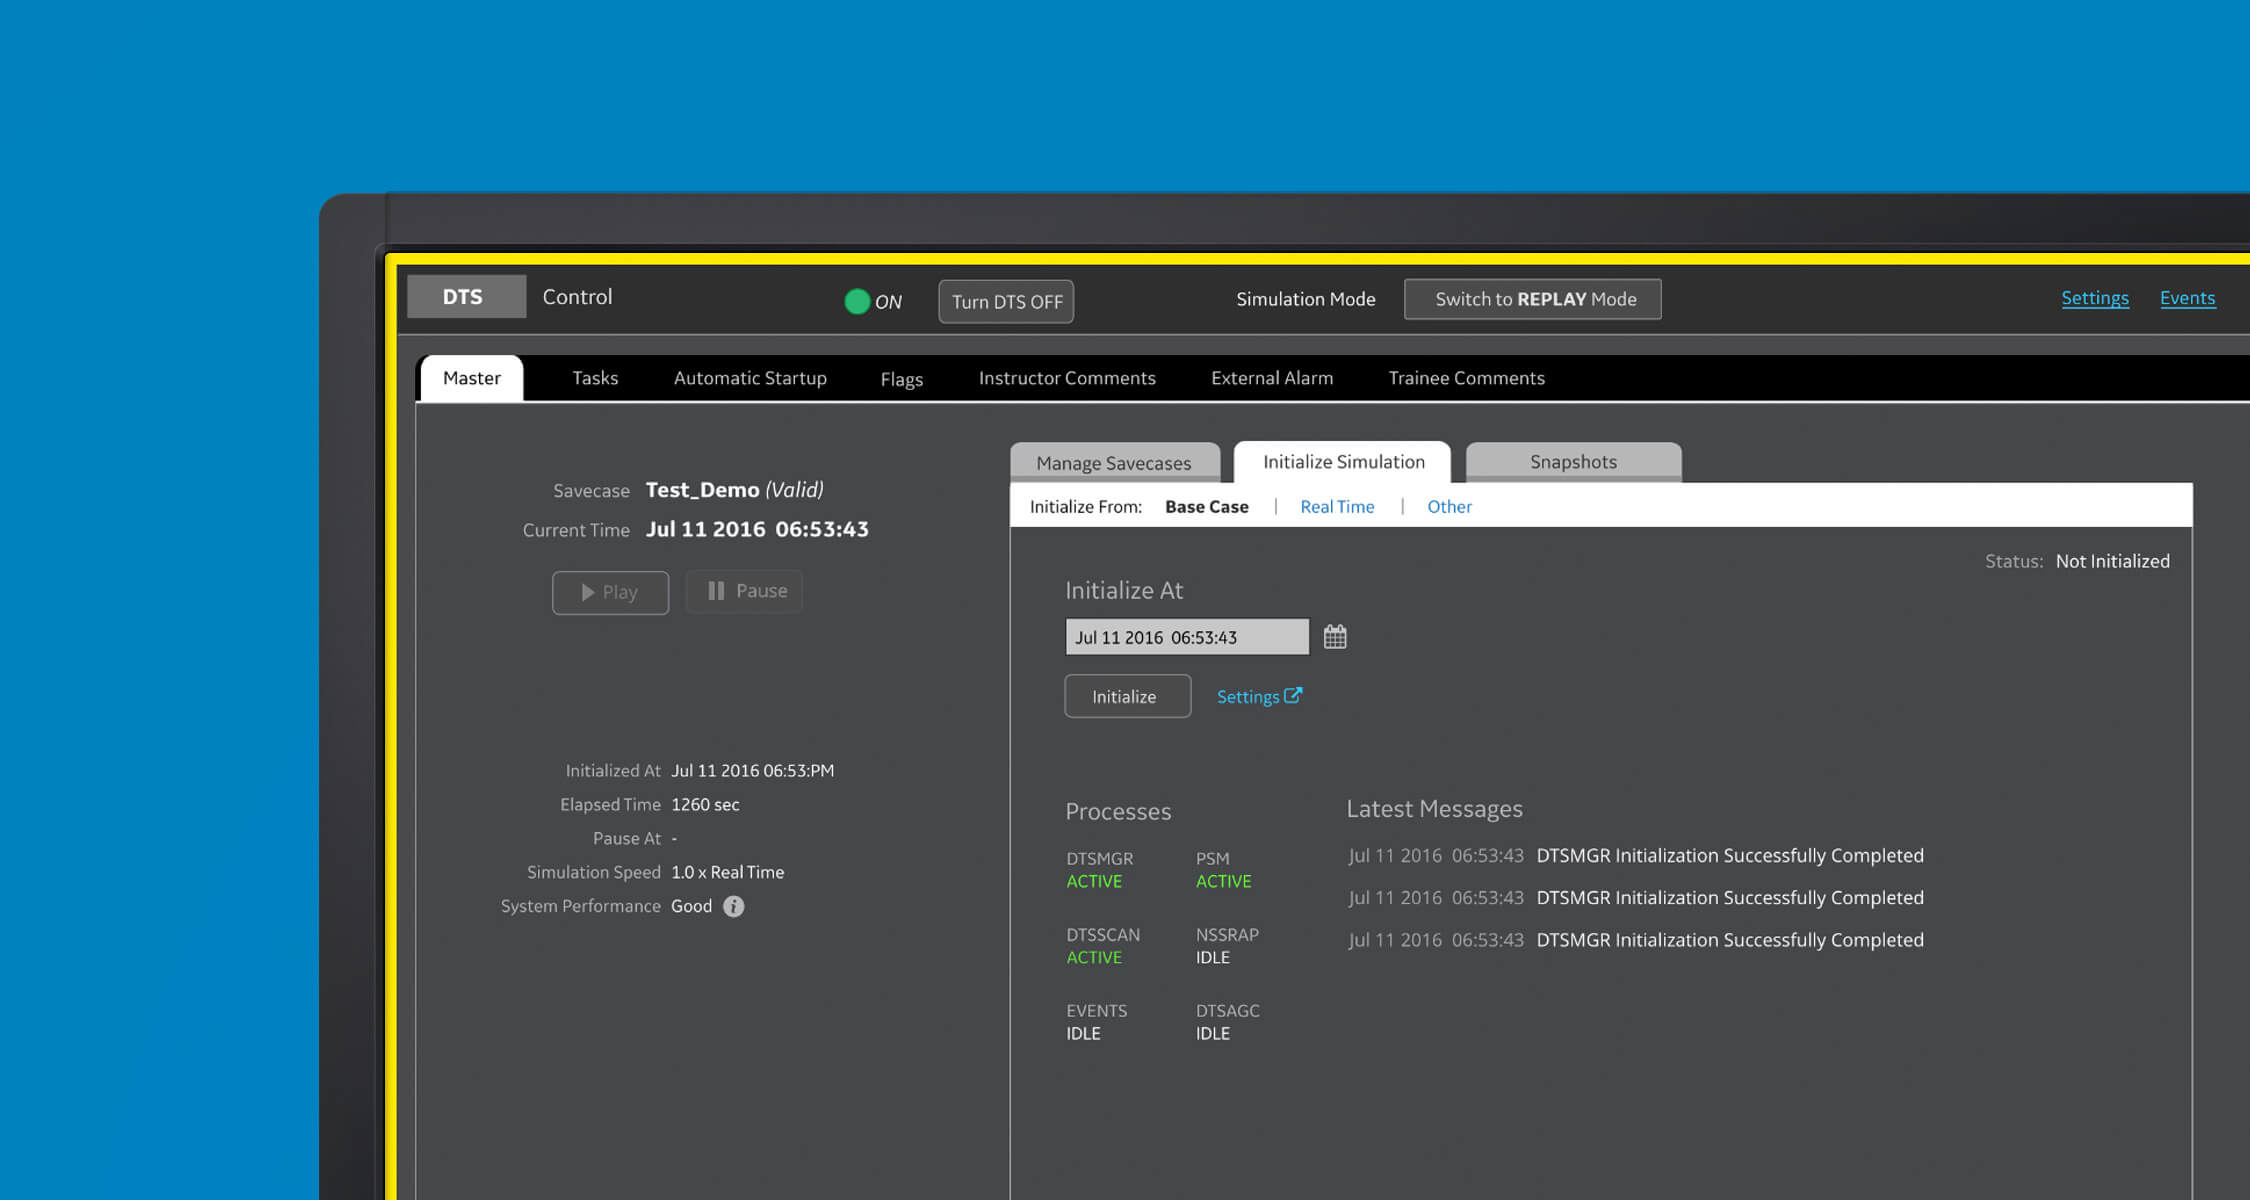 DTS Control ON Turn DTS OFF Simulation Mode Switch to REPLAY Mode Settings Events
Master Tasks Automatic Startup Flags Instructor Comments External Alarm Trainee Comments
Savecase Test_Demo (Valid)
Current Time Jul 11 2016 06:53:43
Play Pause
Initialized At Jul 11 2016 06:53:PM
Elapsed Time 1260 sec
Pause At -
Simulation Speed 1.0 x Real Time
System Performance Good
Manage Savecases Initialize Simulation Snapshots
Initialize From: Base Case | Real Time | Other
Status: Not Initialized
Initialize At
Jul 11 2016 06:53:43
Initialize Settings
Processes
DTSMGR PSM
ACTIVE ACTIVE
DTSSCAN NSSRAP
ACTIVE IDLE
EVENTS DTSAGC
IDLE IDLE
Latest Messages
Jul 11 2016 06:53:43 DTSMGR Initialization Successfully Completed
Jul 11 2016 06:53:43 DTSMGR Initialization Successfully Completed
Jul 11 2016 06:53:43 DTSMGR Initialization Successfully Completed